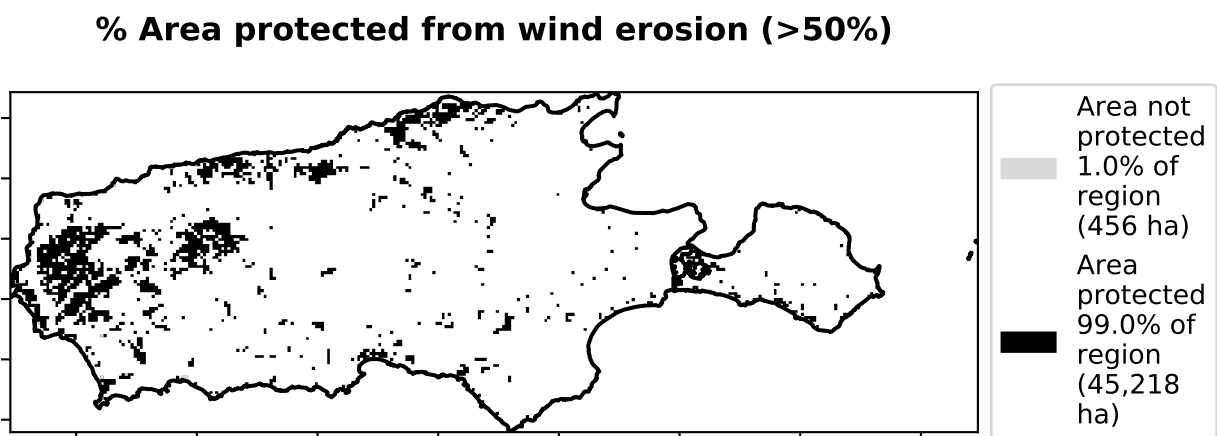 % Area protected from wind erosion (>50%)
Area not
protected
1.0% of
region
(456 ha)
Area
protected
99.0% of
region
(45,218
ha)